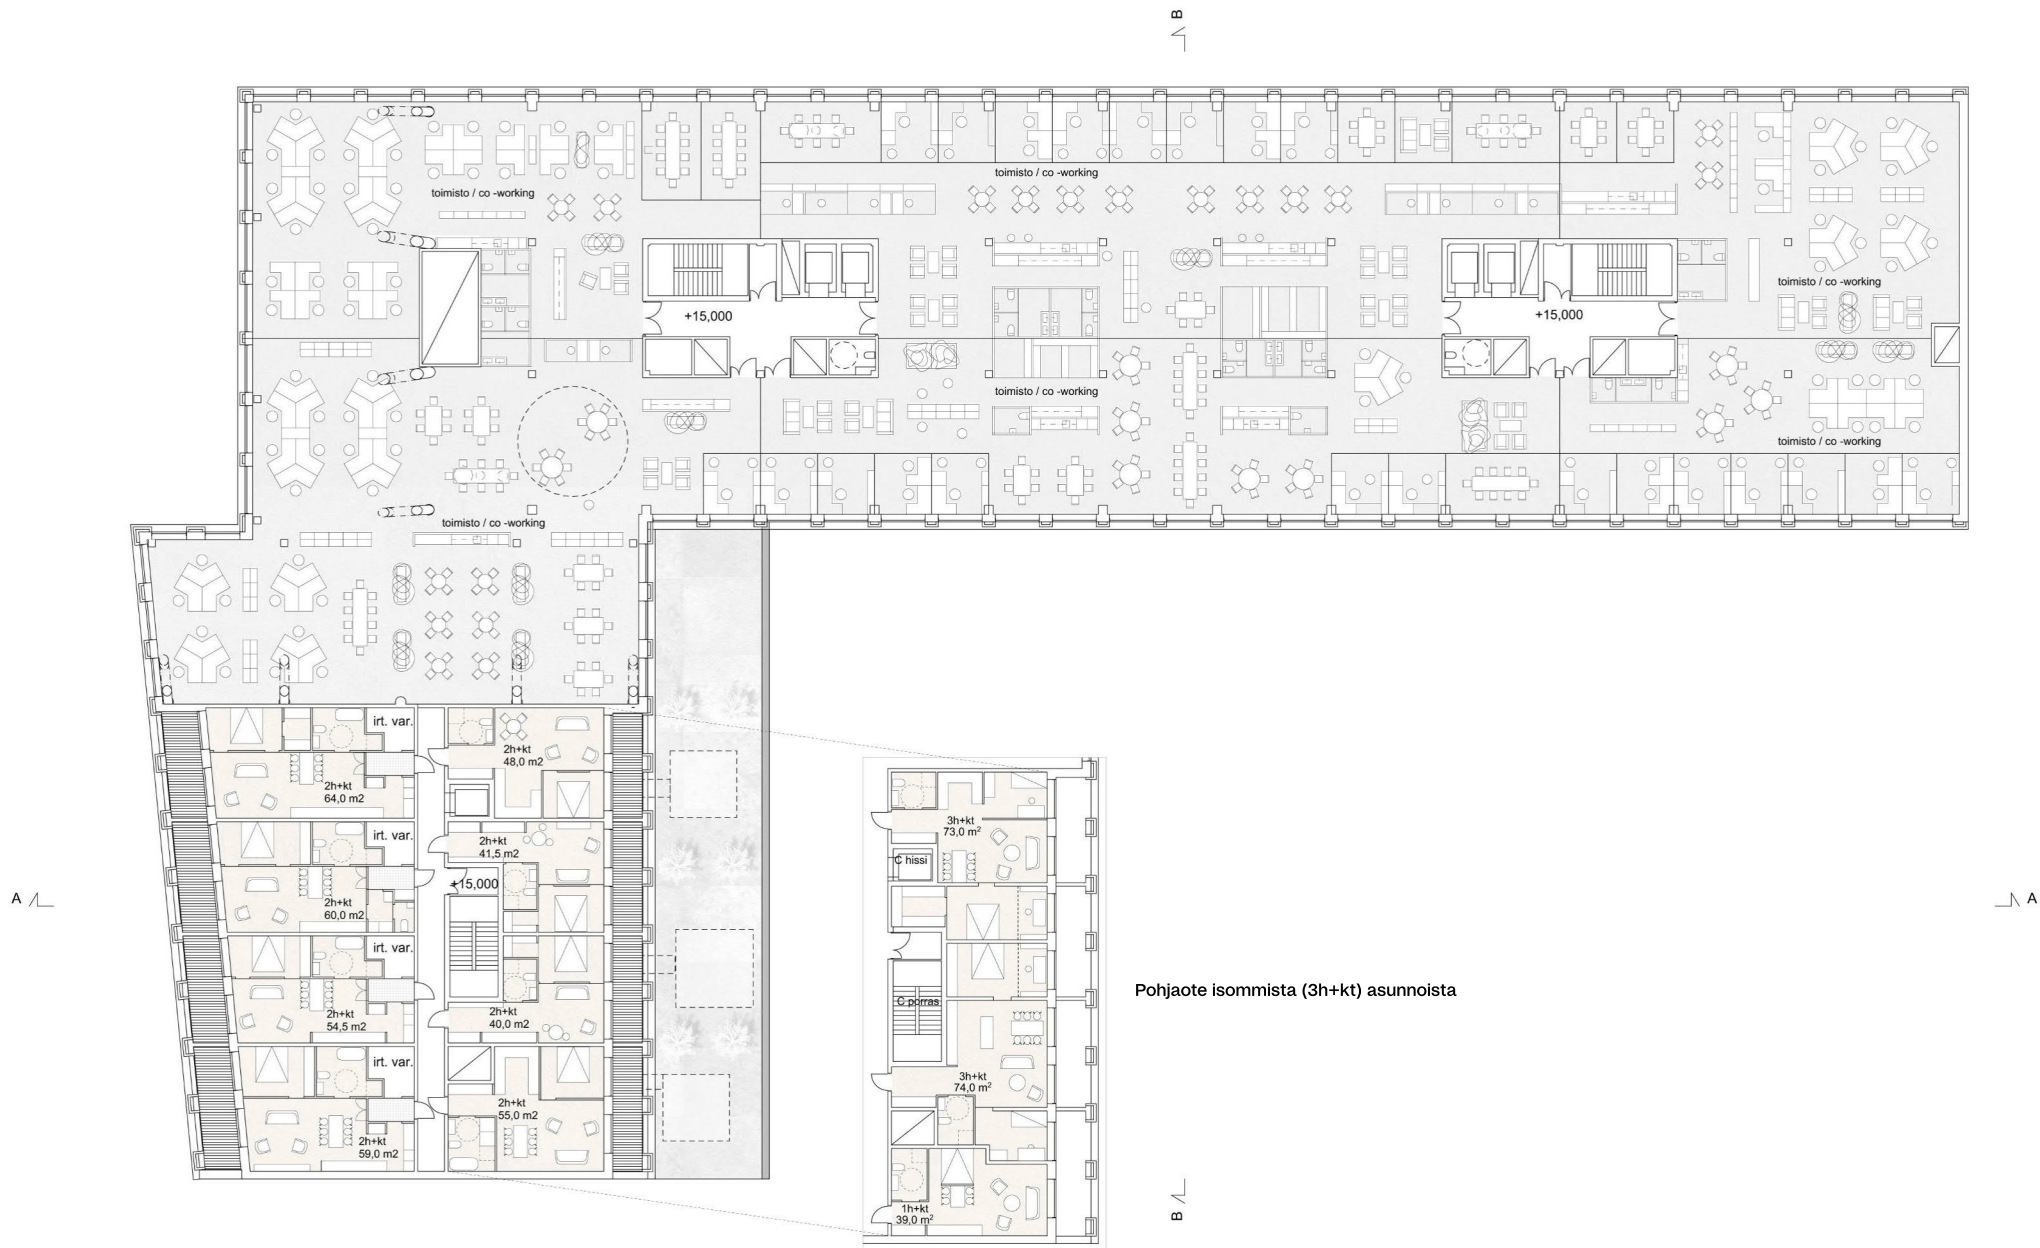 B
toimisto / co -working
toimisto / co -working
toimisto / co -working
+15,000
+15,000
toimisto / co -working
toimisto / co -working
toimisto / co -working
irt. var.
2h+kt
48,0 m2
2h+kt
64,0 m2
irt. var.
2h+kt
41,5 m2
+15,000
2h+kt
60,0 m2
irt. var.
2h+kt
54,5 m2
2h+kt
40,0 m2
irt. var.
2h+kt
55,0 m2
2h+kt
59,0 m2
3h+kt
73,0 m²
C hissi
A
A
Pohjaote isommista (3h+kt) asunnoista
C porras
3h+kt
74,0 m²
1h+kt
39,0 m²
B